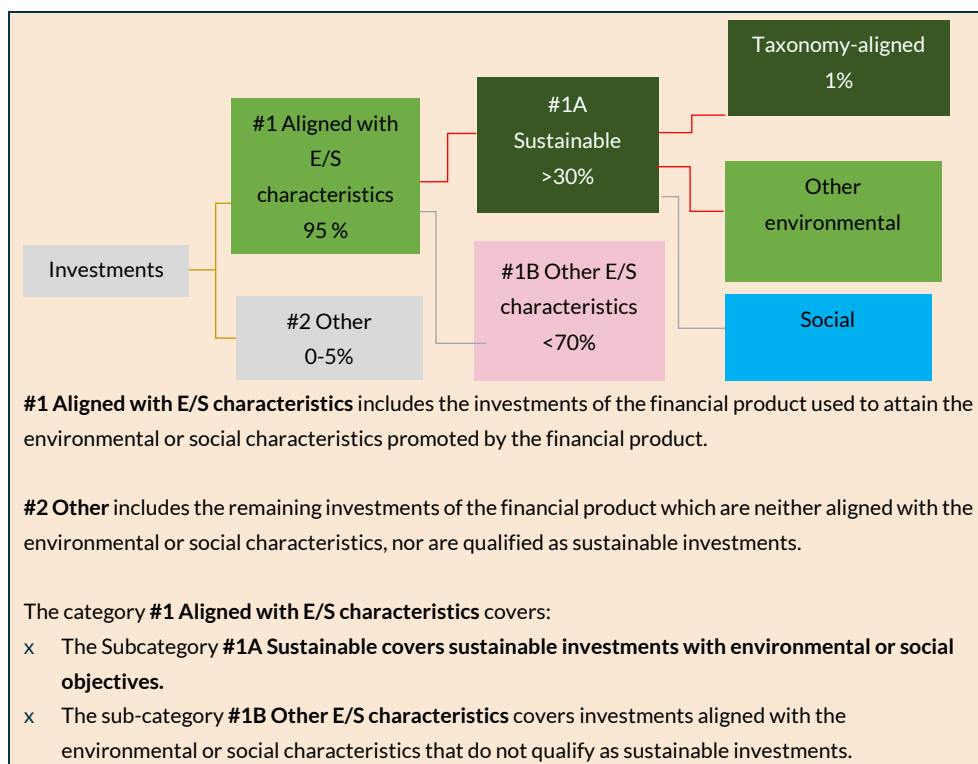 Taxonomy-aligned
1%
#1A
Sustainable
>30%
#1 Aligned with
E/S
characteristics
95 %
Other
environmental
Investments
#1B Other E/S
characteristics
<70%
#2 Other
0-5%
Social
#1 Aligned with E/S characteristics includes the investments of the financial product used to attain the
environmental or social characteristics promoted by the financial product.
#2 Other includes the remaining investments of the financial product which are neither aligned with the
environmental or social characteristics, nor are qualified as sustainable investments.
The category #1 Aligned with E/S characteristics covers:
x The Subcategory #1A Sustainable covers sustainable investments with environmental or social
objectives.
x The sub-category #1B Other E/S characteristics covers investments aligned with the
environmental or social characteristics that do not qualify as sustainable investments.